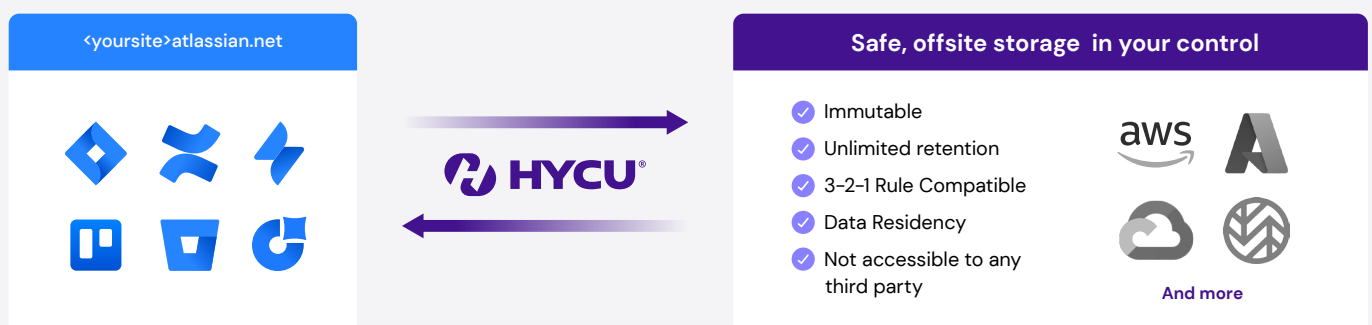 <yoursite>atlassian.net
HYCU®
Safe, offsite storage in your control
Immutable
Unlimited retention
3-2-1 Rule Compatible
Data Residency
Not accessible to any
third party
aws
And more